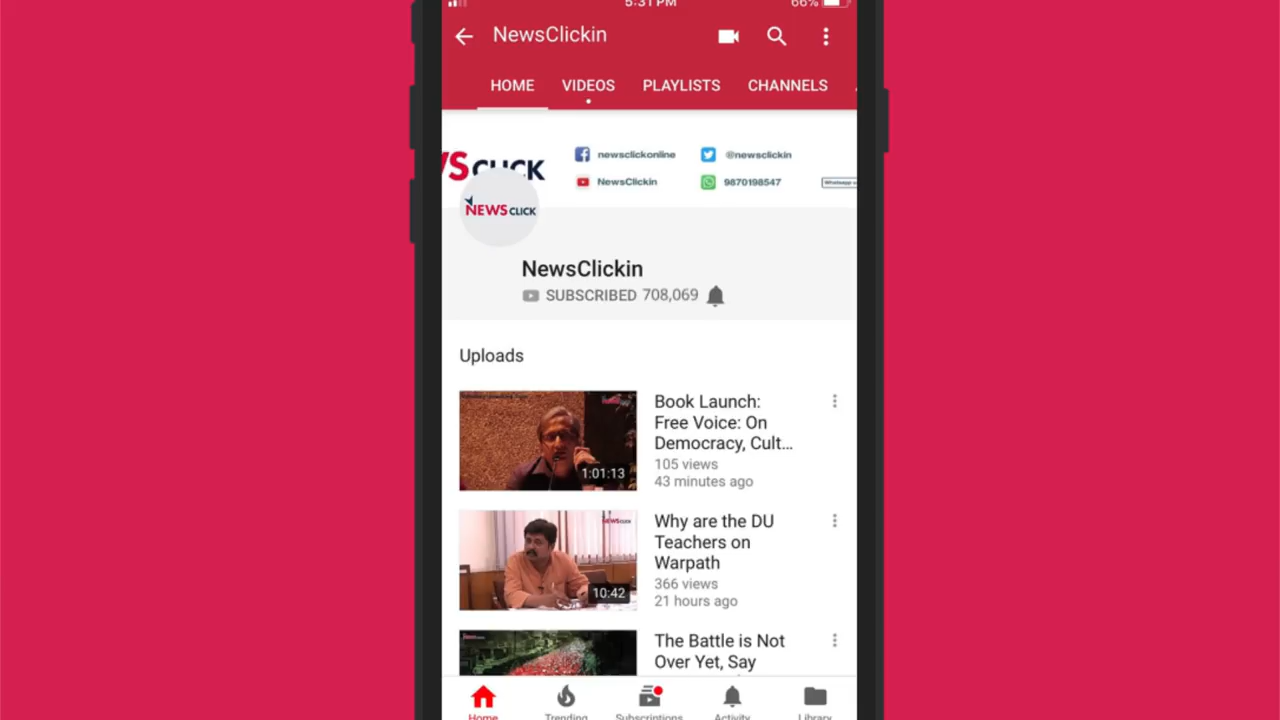 5:31 PM
66%
NewsClickin
HOME
VIDEOS
PLAYLISTS
CHANNELS
WS CLICK
newsclickonline
@newsclickin
NewsClickin
9870198547
NEWSCLICK
NewsClickin
SUBSCRIBED 708,069
Uploads
1:01:13
Book Launch:
Free Voice: On
Democracy, Cult…
105 views
43 minutes ago
NEWSCLICK
10:42
Why are the DU
Teachers on
Warpath
366 views
21 hours ago
The Battle is Not
Over Yet, Say
Home
Trending
Subscriptions
Activity
Library